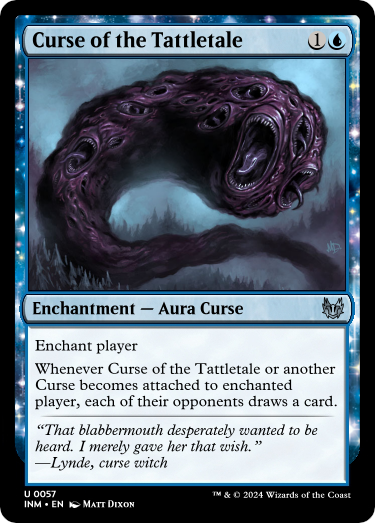 Curse of the Tattletale 1
Enchantment — Aura Curse
Enchant player
Whenever Curse of the Tattletale or another
Curse becomes attached to enchanted
player, each of their opponents draws a card.
“That blabbermouth desperately wanted to be
heard. I merely gave her that wish.”
—Lynde, curse witch
U 0057
INM • EN Matt Dixon
™ & © 2024 Wizards of the Coast